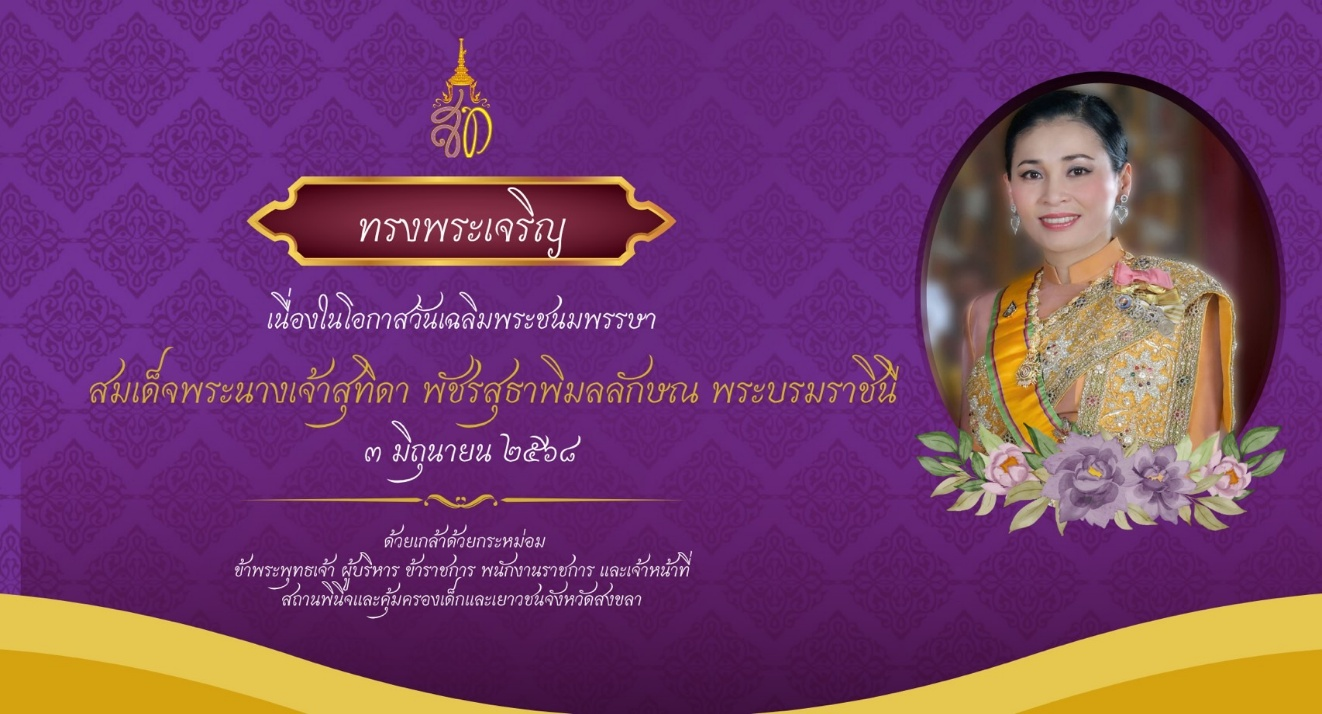 สท
ทรงพระเจริญ
เนื่องในโอกาสวันเฉลิมพระชนมพรรษา
สมเด็จพระนางเจ้าสุทิดา พัชรสุธาพิมลลักษณ พระบรมราชินี
๓ มิถุนายน ๒๕๖๘
ด้วยเกล้าด้วยกระหม่อม
ข้าพระพุทธเจ้า ผู้บริหาร ข้าราชการ พนักงานราชการ และเจ้าหน้าที่
สถานพินิจและคุ้มครองเด็กและเยาวชนจังหวัดสงขลา